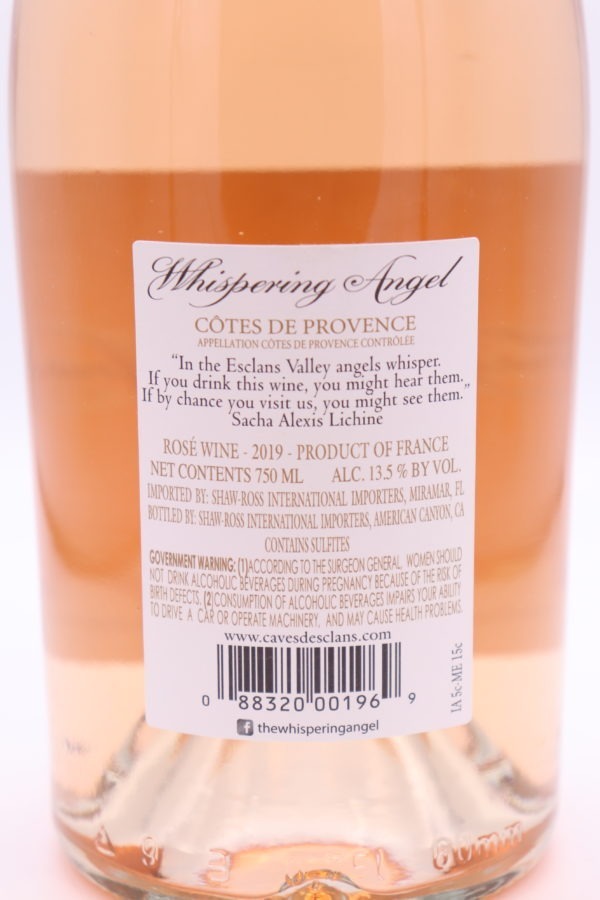 Whispering Angel
CÔTES DE PROVENCE
APPELLATION CÔTES DE PROVENCE CONTRÔLÉE
“In the Esclans Valley angels whisper.
If you drink this wine, you might hear them.
If by chance you visit us, you might see them.”
Sacha Alexis Lichine
ROSÉ WINE - 2019 - PRODUCT OF FRANCE
NET CONTENTS 750 ML ALC. 13.5 % BY VOL.
IMPORTED BY: SHAW-ROSS INTERNATIONAL IMPORTERS, MIRAMAR, FL
BOTTLED BY: SHAW-ROSS INTERNATIONAL IMPORTERS, AMERICAN CANYON, CA
CONTAINS SULFITES
GOVERNMENT WARNING: (1) ACCORDING TO THE SURGEON GENERAL, WOMEN SHOULD
NOT DRINK ALCOHOLIC BEVERAGES DURING PREGNANCY BECAUSE OF THE RISK OF
BIRTH DEFECTS. (2) CONSUMPTION OF ALCOHOLIC BEVERAGES IMPAIRS YOUR ABILITY
TO DRIVE A CAR OR OPERATE MACHINERY, AND MAY CAUSE HEALTH PROBLEMS.
www.cavesdesclans.com
IA 5c-ME 15c
0 88320 00196 9
f thewhisperingangel
60mm